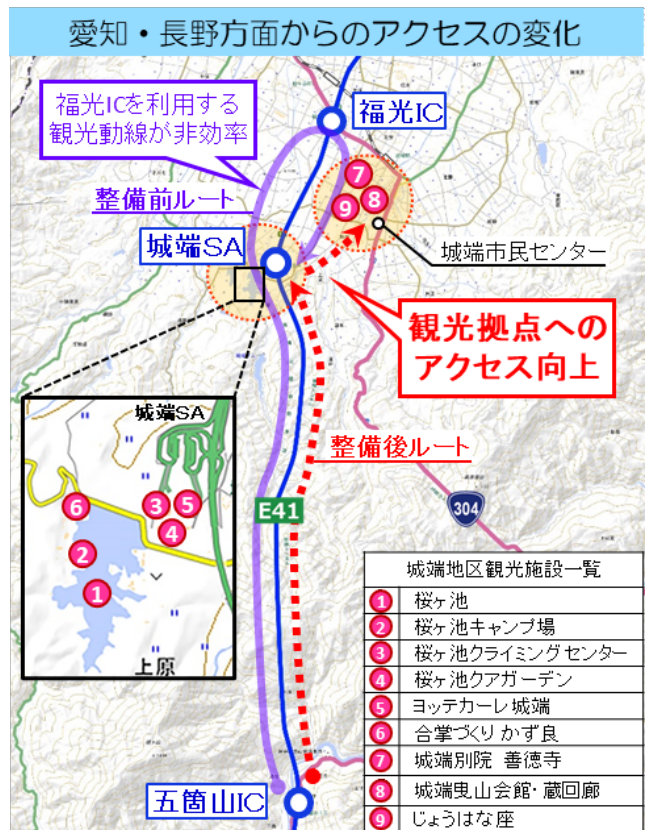 愛知・長野方面からのアクセスの変化
福光ICを利用する
観光動線が非効率
福光IC
整備前ルート
7
8
9
城端SA
城端市民センター
観光拠点への
アクセス向上
城端SA
整備後ルート
6
3
5
4
2
1
上原
E41
304
城端地区観光施設一覧
1 桜ヶ池
2 桜ヶ池キャンプ場
3 桜ヶ池クライミングセンター
4 桜ヶ池クアガーデン
5 ヨッテカーレ城端
6 合掌づくり かず良
7 城端別院 善徳寺
8 城端曳山会館・蔵回廊
9 じょうはな座
五箇山IC